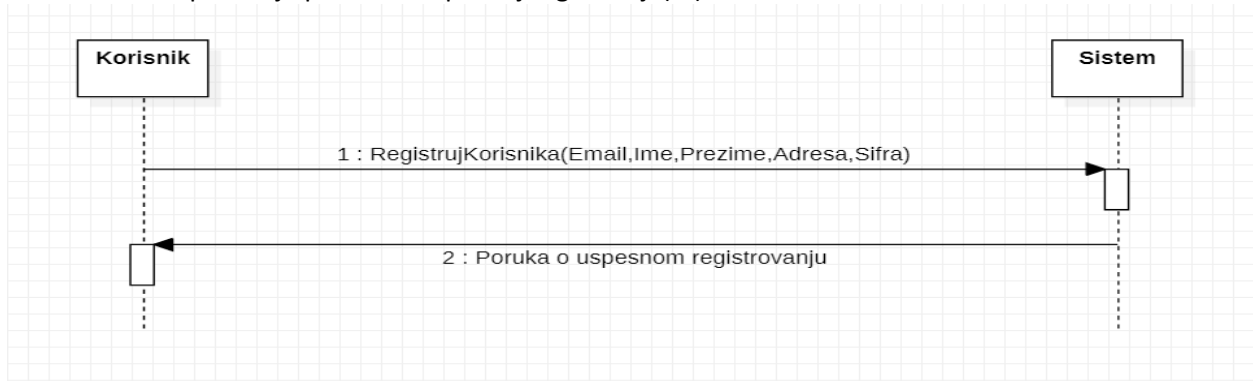 Korisnik
Sistem
1 : RegistrujKorisnika(Email,Ime,Prezime,Adresa,Sifra)
2 : Poruka o uspesnom registrovanju